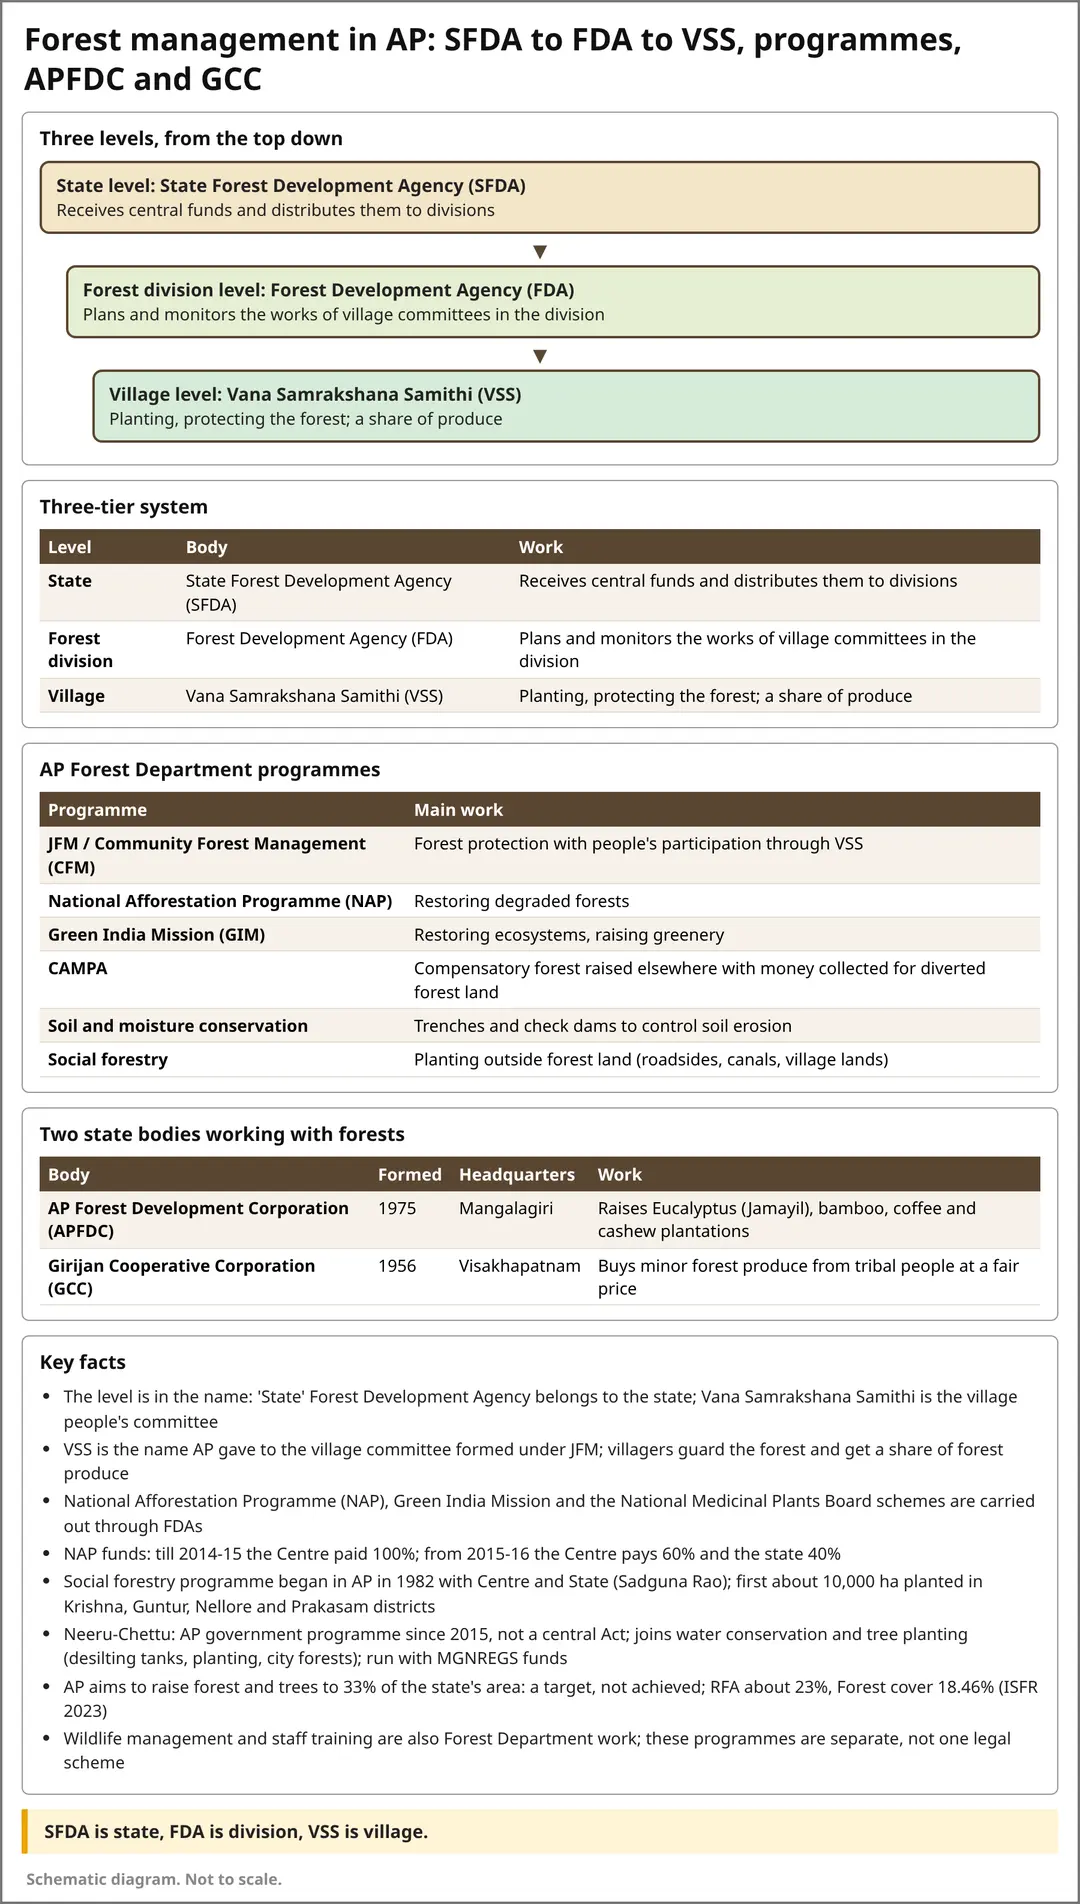 Forest management in AP: SFDA to FDA to VSS, programmes,
APFDC and GCC
Three levels, from the top down
State level: State Forest Development Agency (SFDA)
Receives central funds and distributes them to divisions
▼
Forest division level: Forest Development Agency (FDA)
Plans and monitors the works of village committees in the division
▼
Village level: Vana Samrakshana Samithi (VSS)
Planting, protecting the forest; a share of produce
Three-tier system
Level Body Work
State State Forest Development Agency Receives central funds and distributes them to divisions
(SFDA)
Forest Forest Development Agency (FDA) Plans and monitors the works of village committees in the
division division
Village Vana Samrakshana Samithi (VSS) Planting, protecting the forest; a share of produce
AP Forest Department programmes
Programme Main work
JFM / Community Forest Management Forest protection with people's participation through VSS
(CFM)
National Afforestation Programme (NAP) Restoring degraded forests
Green India Mission (GIM) Restoring ecosystems, raising greenery
CAMPA Compensatory forest raised elsewhere with money collected for diverted
forest land
Soil and moisture conservation Trenches and check dams to control soil erosion
Social forestry Planting outside forest land (roadsides, canals, village lands)
Two state bodies working with forests
Body Formed Headquarters Work
AP Forest Development Corporation 1975 Mangalagiri Raises Eucalyptus (Jamayil), bamboo, coffee and
(APFDC) cashew plantations
Girijan Cooperative Corporation 1956 Visakhapatnam Buys minor forest produce from tribal people at a fair
(GCC) price
Key facts
• The level is in the name: 'State' Forest Development Agency belongs to the state; Vana Samrakshana Samithi is the village
people's committee
• VSS is the name AP gave to the village committee formed under JFM; villagers guard the forest and get a share of forest
produce
• National Afforestation Programme (NAP), Green India Mission and the National Medicinal Plants Board schemes are carried
out through FDAs
• NAP funds: till 2014-15 the Centre paid 100%; from 2015-16 the Centre pays 60% and the state 40%
• Social forestry programme began in AP in 1982 with Centre and State (Sadguna Rao); first about 10,000 ha planted in
Krishna, Guntur, Nellore and Prakasam districts
• Neeru-Chettu: AP government programme since 2015, not a central Act; joins water conservation and tree planting
(desilting tanks, planting, city forests); run with MGNREGS funds
• AP aims to raise forest and trees to 33% of the state's area: a target, not achieved; RFA about 23%, Forest cover 18.46% (ISFR
2023)
• Wildlife management and staff training are also Forest Department work; these programmes are separate, not one legal
scheme
SFDA is state, FDA is division, VSS is village.
Schematic diagram. Not to scale.